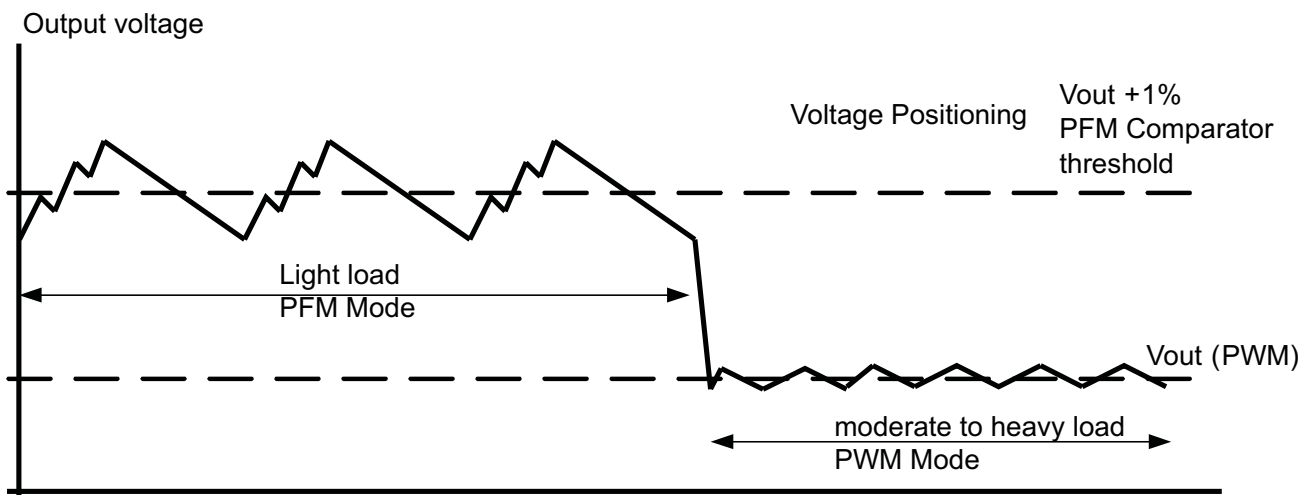 Output voltage
Voltage Positioning
Vout +1%
PFM Comparator
threshold
Light load
PFM Mode
Vout (PWM)
moderate to heavy load
PWM Mode